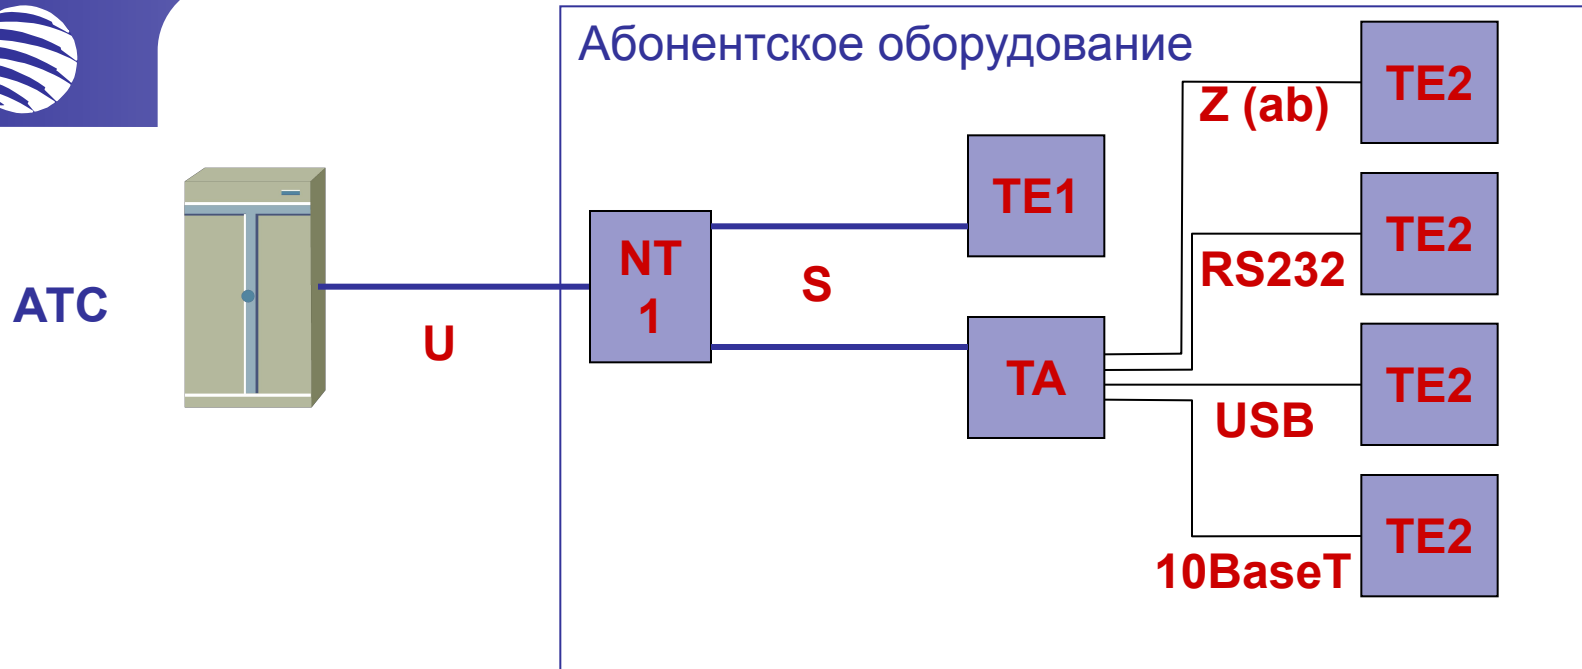 Абонентское оборудование
TE2
Z (ab)
TE1
TE2
NT
1
RS232
S
АТС
U
TA
TE2
USB
TE2
10BaseT